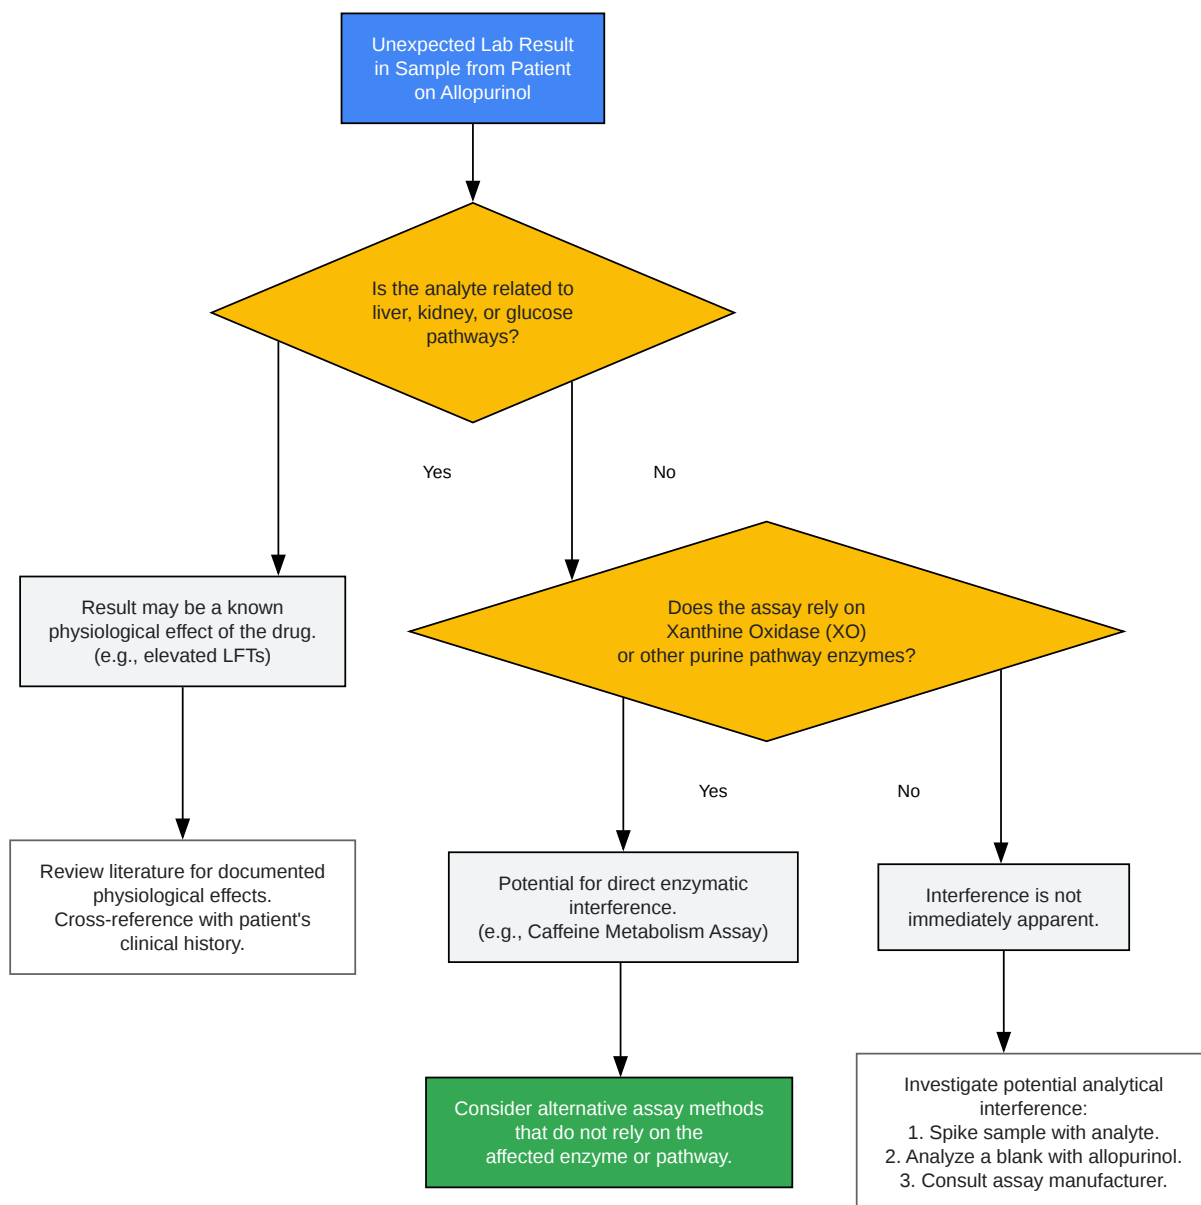 Unexpected Lab Result
in Sample from Patient
on Allopurinol
Is the analyte related to
liver, kidney, or glucose
pathways?
Yes
No
Result may be a known
physiological effect of the drug.
(e.g., elevated LFTs)
Does the assay rely on
Xanthine Oxidase (XO)
or other purine pathway enzymes?
Yes
No
Review literature for documented
physiological effects.
Cross-reference with patient's
clinical history.
Potential for direct enzymatic
interference.
(e.g., Caffeine Metabolism Assay)
Interference is not
immediately apparent.
Consider alternative assay methods
that do not rely on the
affected enzyme or pathway.
Investigate potential analytical
interference:
1. Spike sample with analyte.
2. Analyze a blank with allopurinol.
3. Consult assay manufacturer.